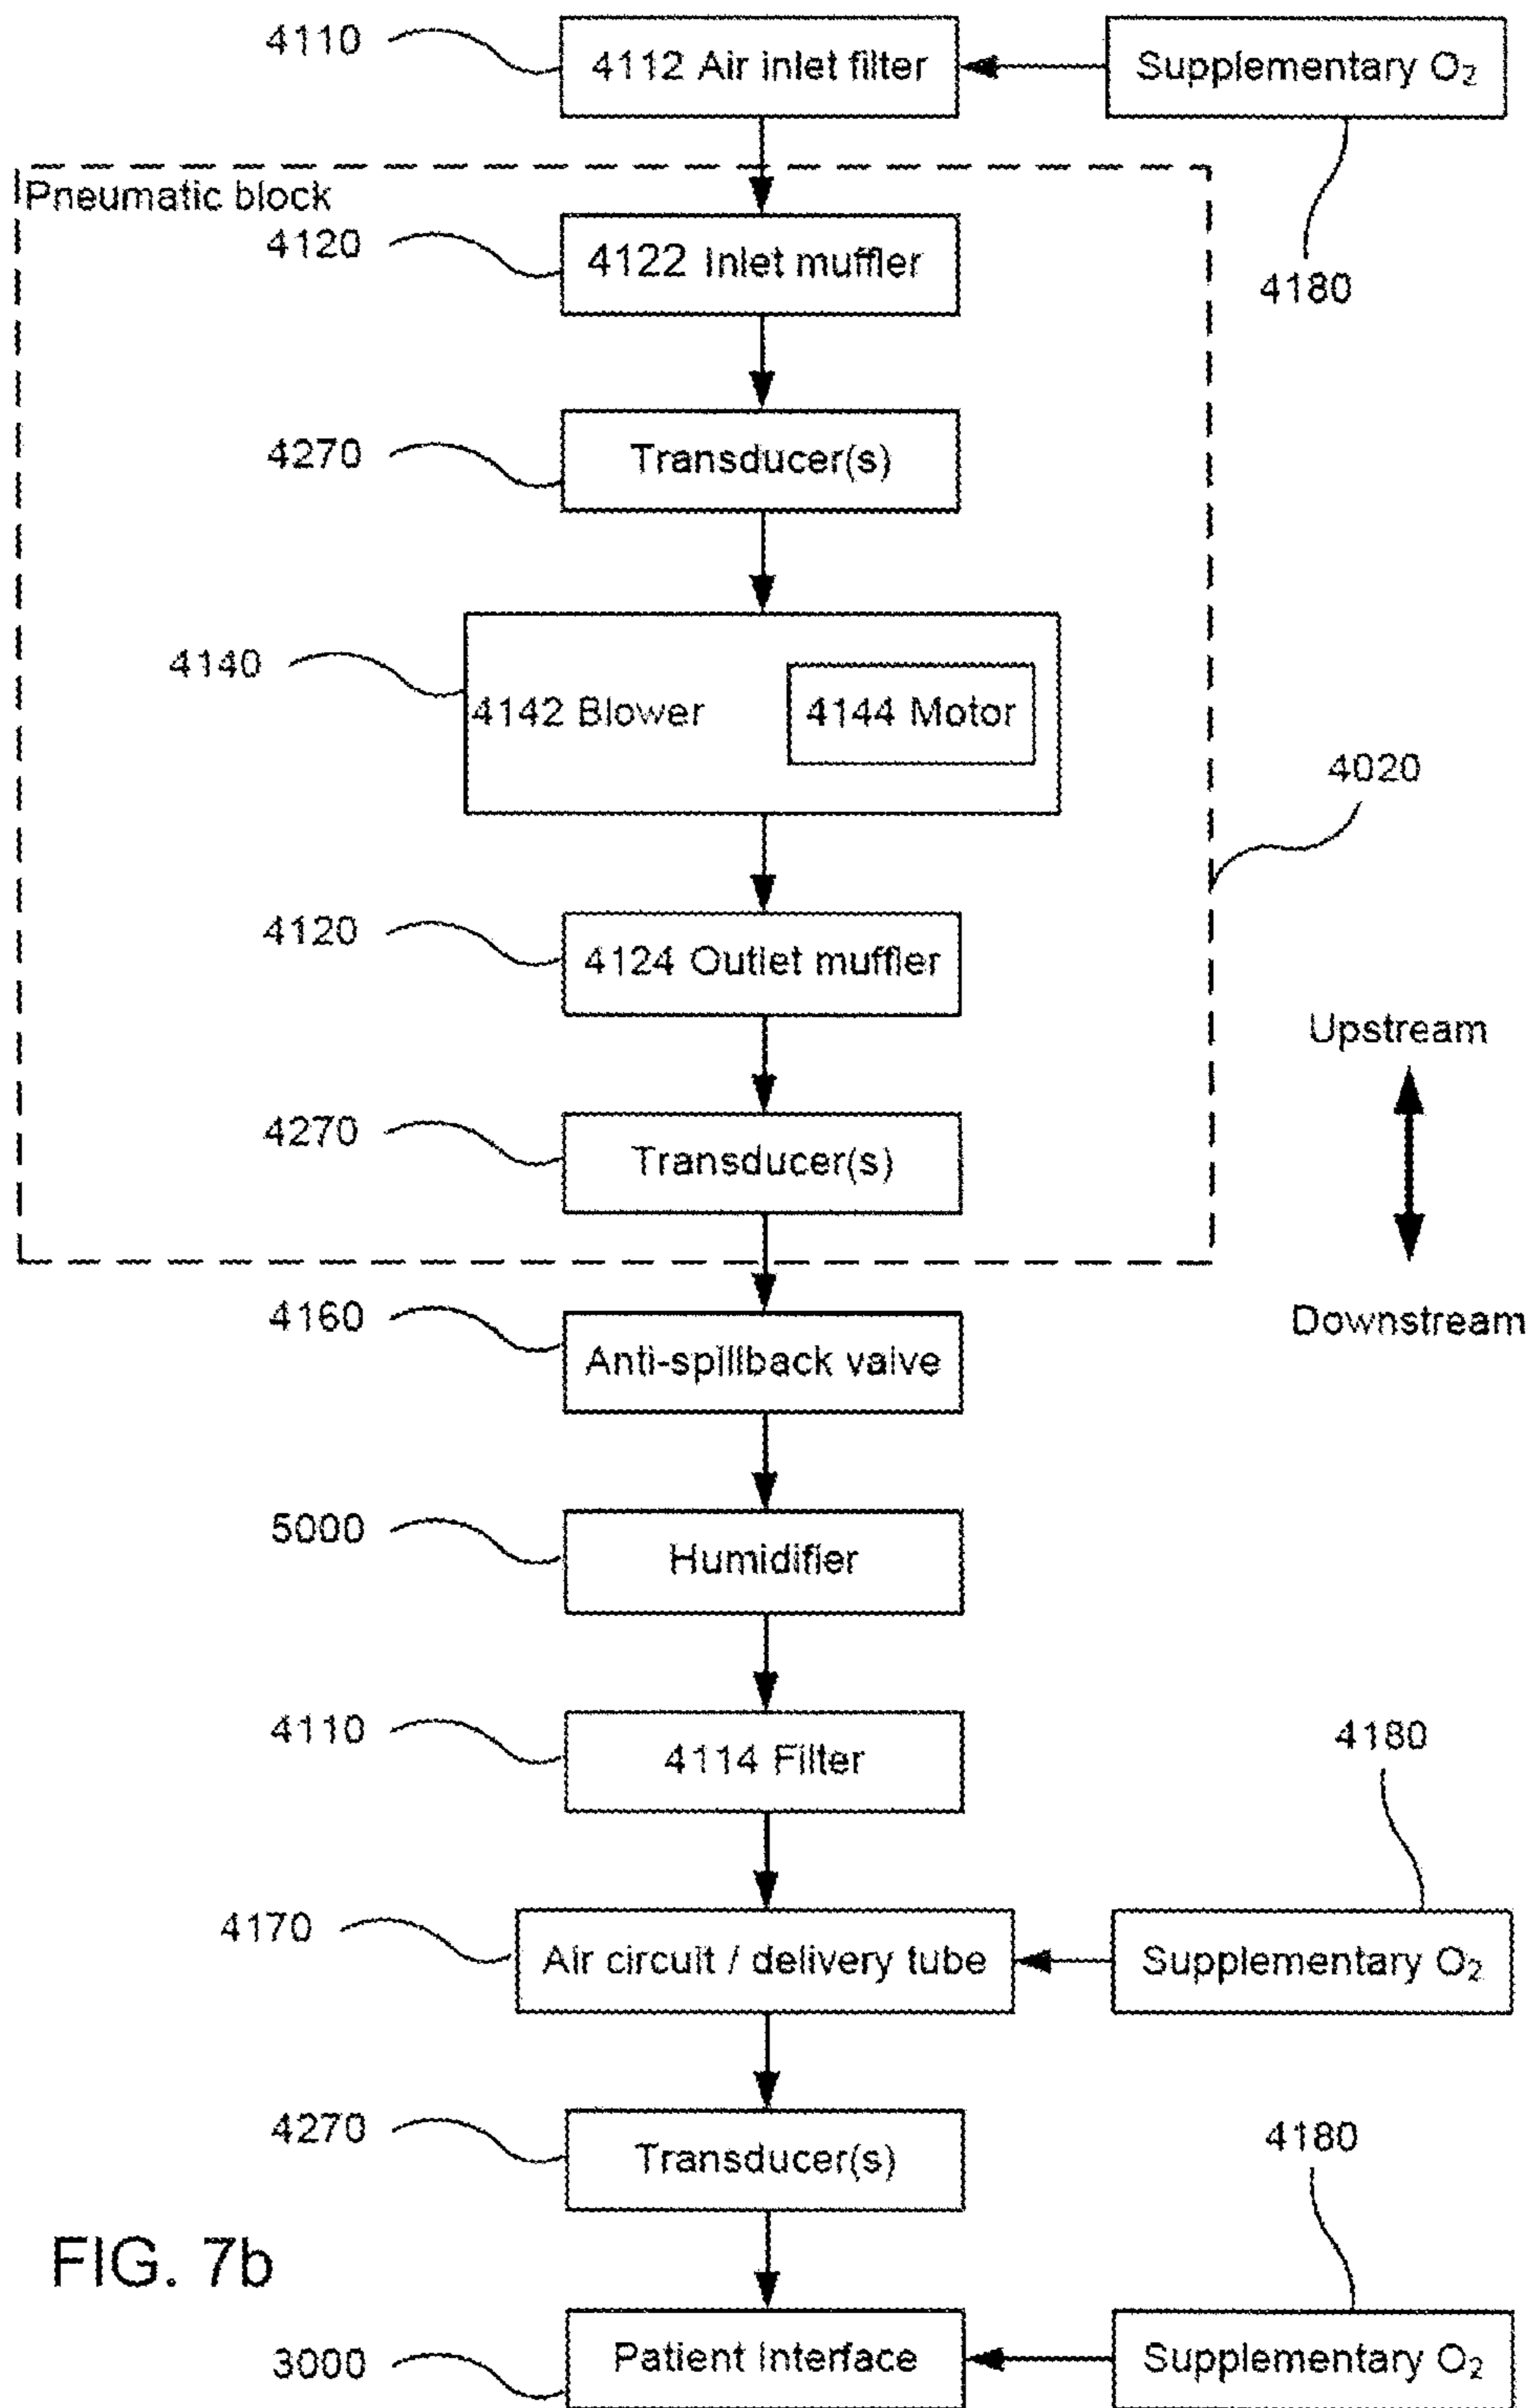 4110
4112 Air inlet filter
Supplementary O₂
4180
Pneumatic block
4120
4122 Inlet muffler
4270
Transducer(s)
4140
4142 Blower
4144 Motor
4020
4120
4124 Outlet muffler
Upstream
4270
Transducer(s)
Downstream
4160
Anti-spillback valve
5000
Humidifier
4110
4114 Filter
4180
4170
Air circuit / delivery tube
Supplementary O₂
4270
Transducer(s)
4180
FIG. 7b
3000
Patient Interface
Supplementary O₂